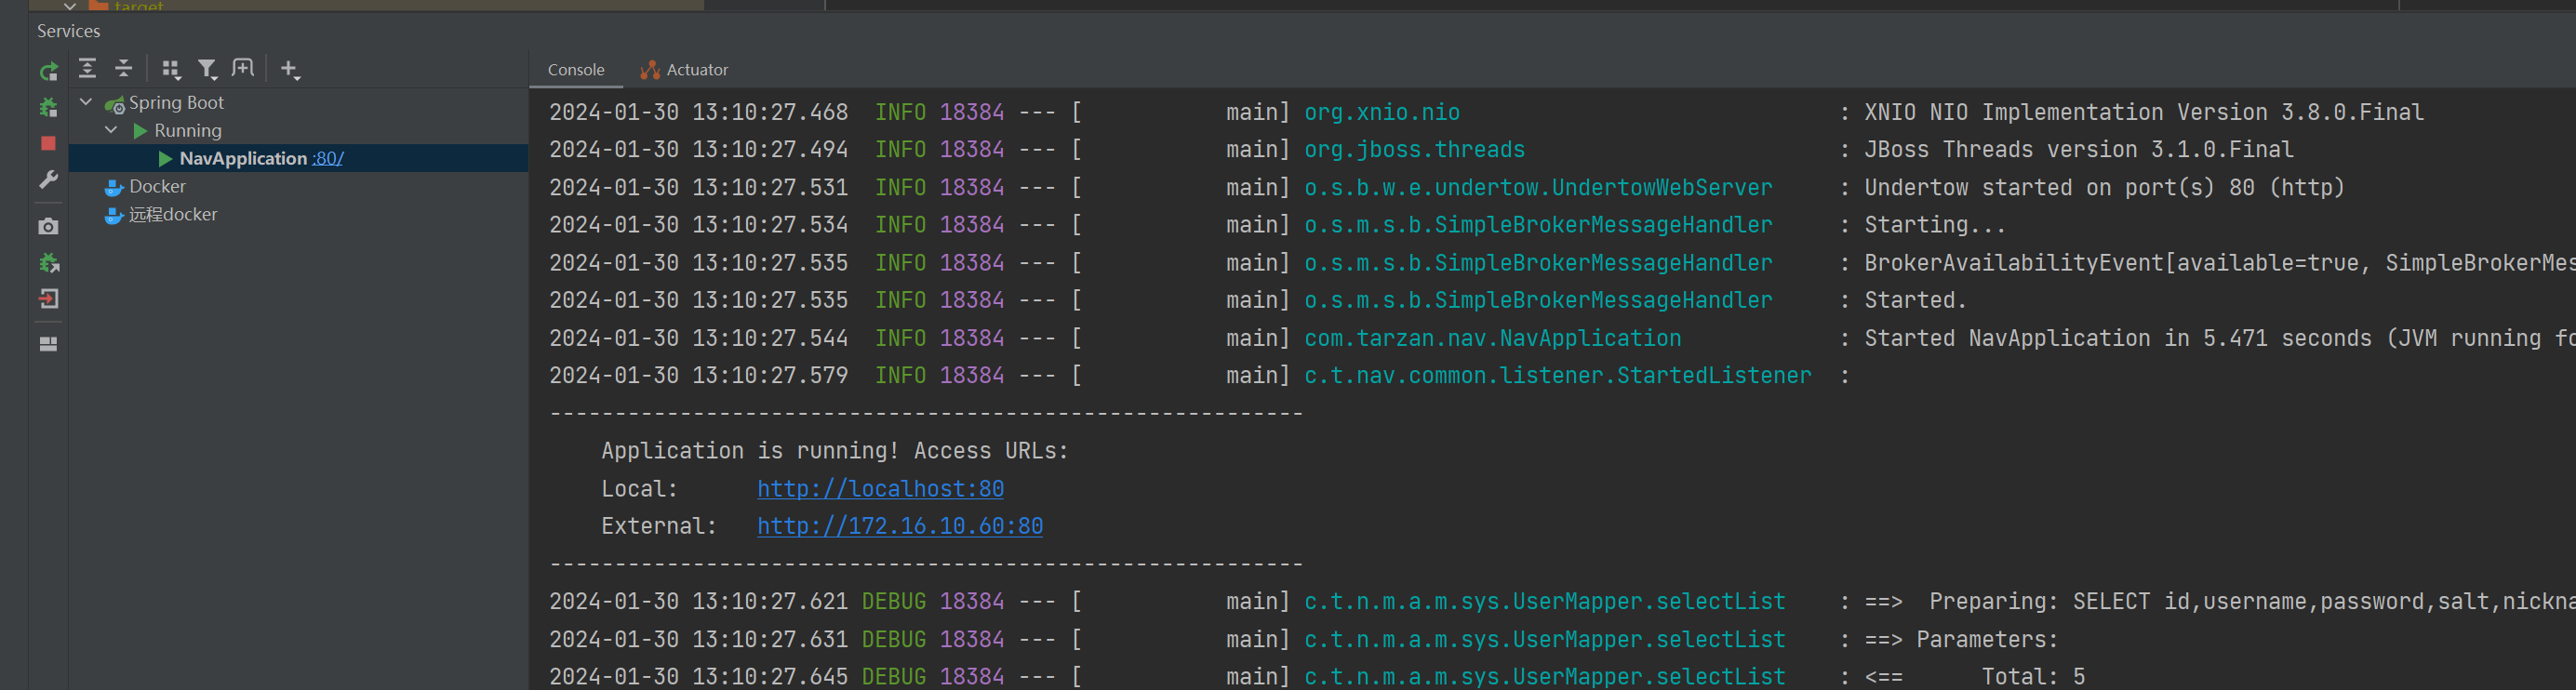 target
Services
Console Actuator
Spring Boot
Running
NavApplication :80/
Docker
远程docker
2024-01-30 13:10:27.468  INFO 18384 --- [           main] org.xnio.nio                             : XNIO NIO Implementation Version 3.8.0.Final
2024-01-30 13:10:27.494  INFO 18384 --- [           main] org.jboss.threads                        : JBoss Threads version 3.1.0.Final
2024-01-30 13:10:27.531  INFO 18384 --- [           main] o.s.b.w.e.undertow.UndertowWebServer     : Undertow started on port(s) 80 (http)
2024-01-30 13:10:27.534  INFO 18384 --- [           main] o.s.m.s.b.SimpleBrokerMessageHandler     : Starting...
2024-01-30 13:10:27.535  INFO 18384 --- [           main] o.s.m.s.b.SimpleBrokerMessageHandler     : BrokerAvailabilityEvent[available=true, SimpleBrokerMes
2024-01-30 13:10:27.535  INFO 18384 --- [           main] o.s.m.s.b.SimpleBrokerMessageHandler     : Started.
2024-01-30 13:10:27.544  INFO 18384 --- [           main] com.tarzan.nav.NavApplication            : Started NavApplication in 5.471 seconds (JVM running fo
2024-01-30 13:10:27.579  INFO 18384 --- [           main] c.t.nav.common.listener.StartedListener  :
----------------------------------------------------------
Application is running! Access URLs:
Local:      http://localhost:80
External:   http://172.16.10.60:80
----------------------------------------------------------
2024-01-30 13:10:27.621 DEBUG 18384 --- [           main] c.t.n.m.a.m.sys.UserMapper.selectList    : ==>  Preparing: SELECT id,username,password,salt,nickna
2024-01-30 13:10:27.631 DEBUG 18384 --- [           main] c.t.n.m.a.m.sys.UserMapper.selectList    : ==> Parameters:
2024-01-30 13:10:27.645 DEBUG 18384 --- [           main] c.t.n.m.a.m.sys.UserMapper.selectList    : <==      Total: 5